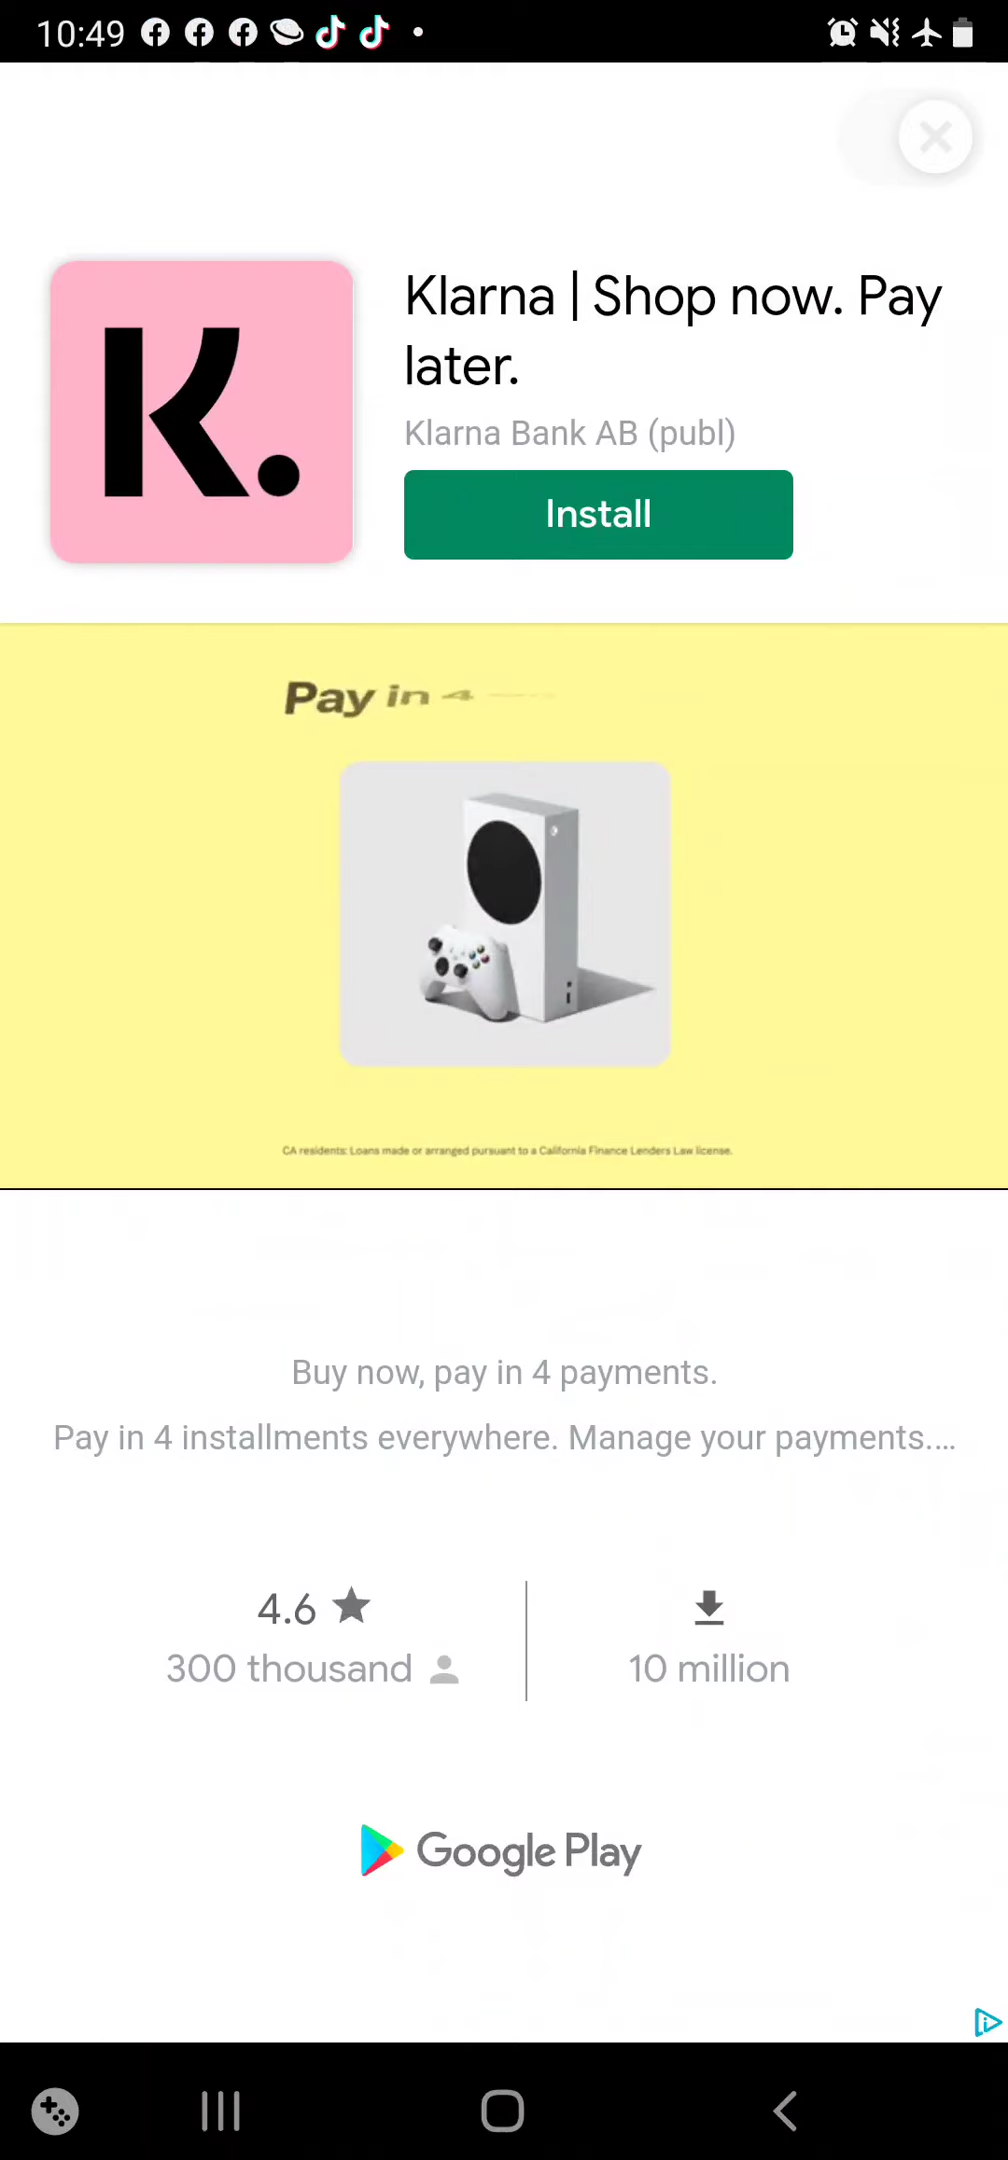 10:49
Klarna | Shop now. Pay
later.
Klarna Bank AB (publ)
Install
K.
Pay in 4
CA residents: Loans made or arranged pursuant to a California Finance Lenders Law license.
Buy now, pay in 4 payments.
Pay in 4 installments everywhere. Manage your payments....
4.6
300 thousand
10 million
Google Play